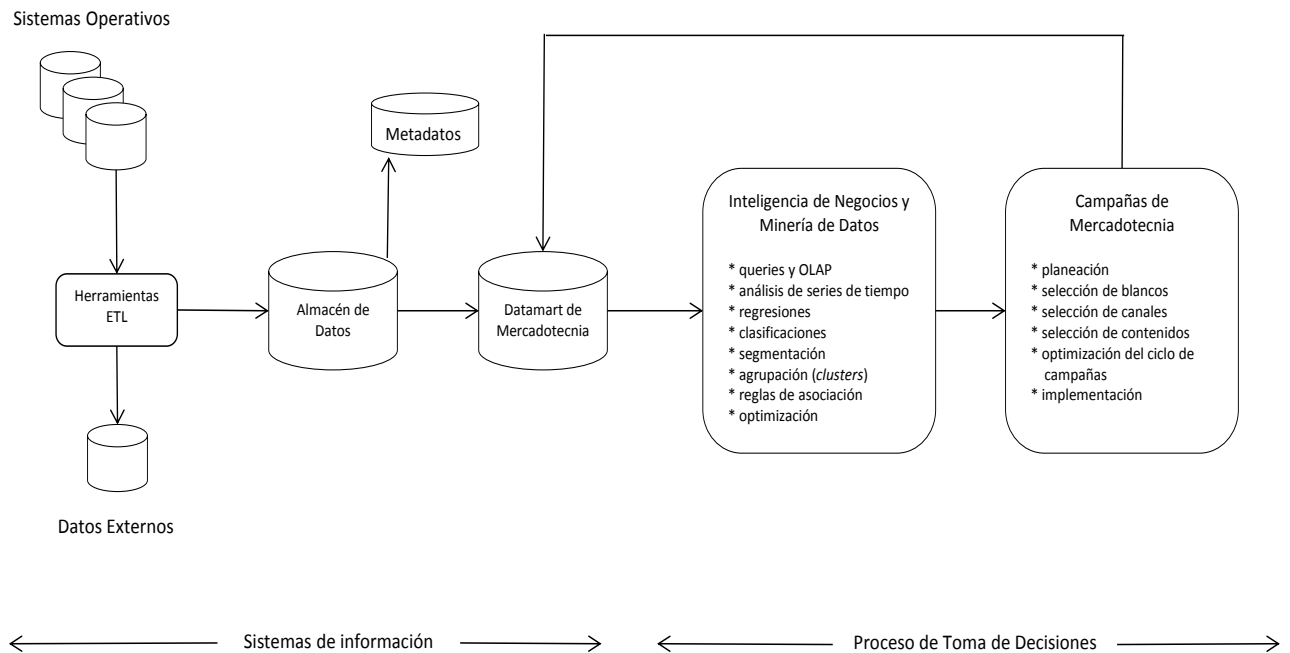 Sistemas Operativos
Metadatos
Herramientas
ETL
Almacén de
Datos
Datamart de
Mercadotecnia
Inteligencia de Negocios y
Minería de Datos
* queries y OLAP
* análisis de series de tiempo
* regresiones
* clasificaciones
* segmentación
* agrupación (clusters)
* reglas de asociación
* optimización
Campañas de
Mercadotecnia
* planeación
* selección de blancos
* selección de canales
* selección de contenidos
* optimización del ciclo de
campañas
* implementación
Datos Externos
Sistemas de información
Proceso de Toma de Decisiones